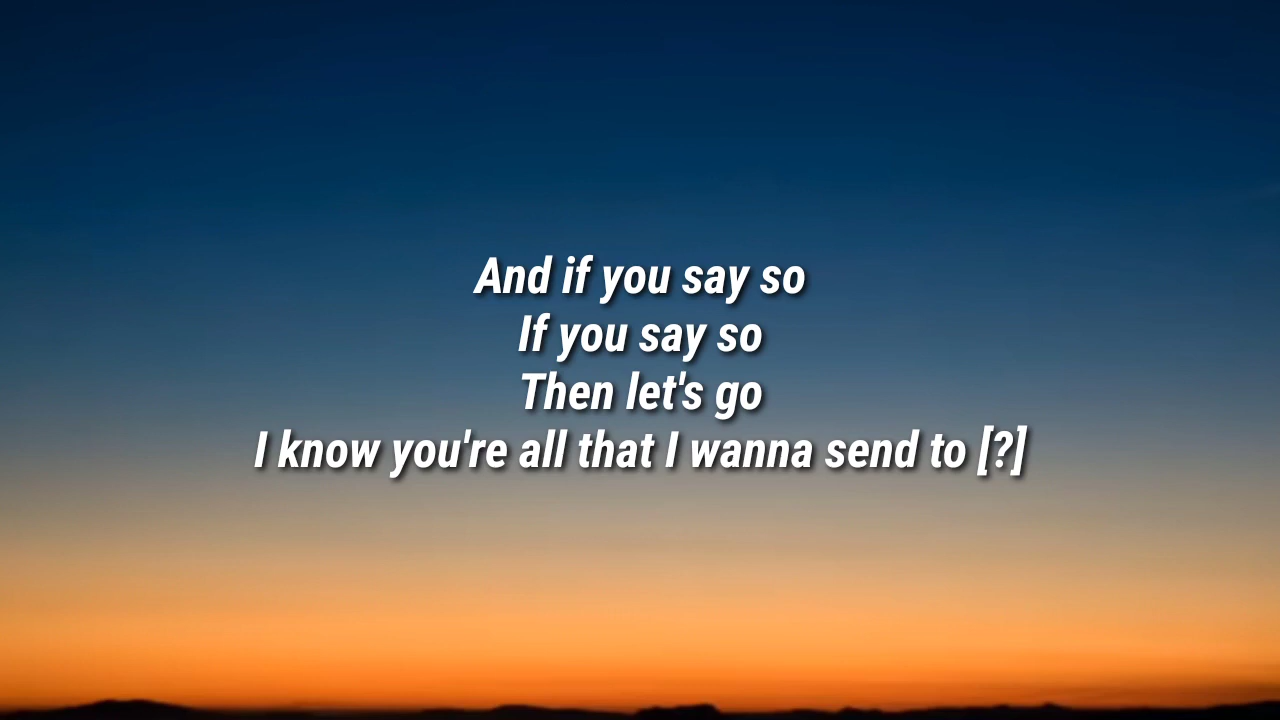 And if you say so
If you say so
Then let's go
I know you're all that I wanna send to [?]